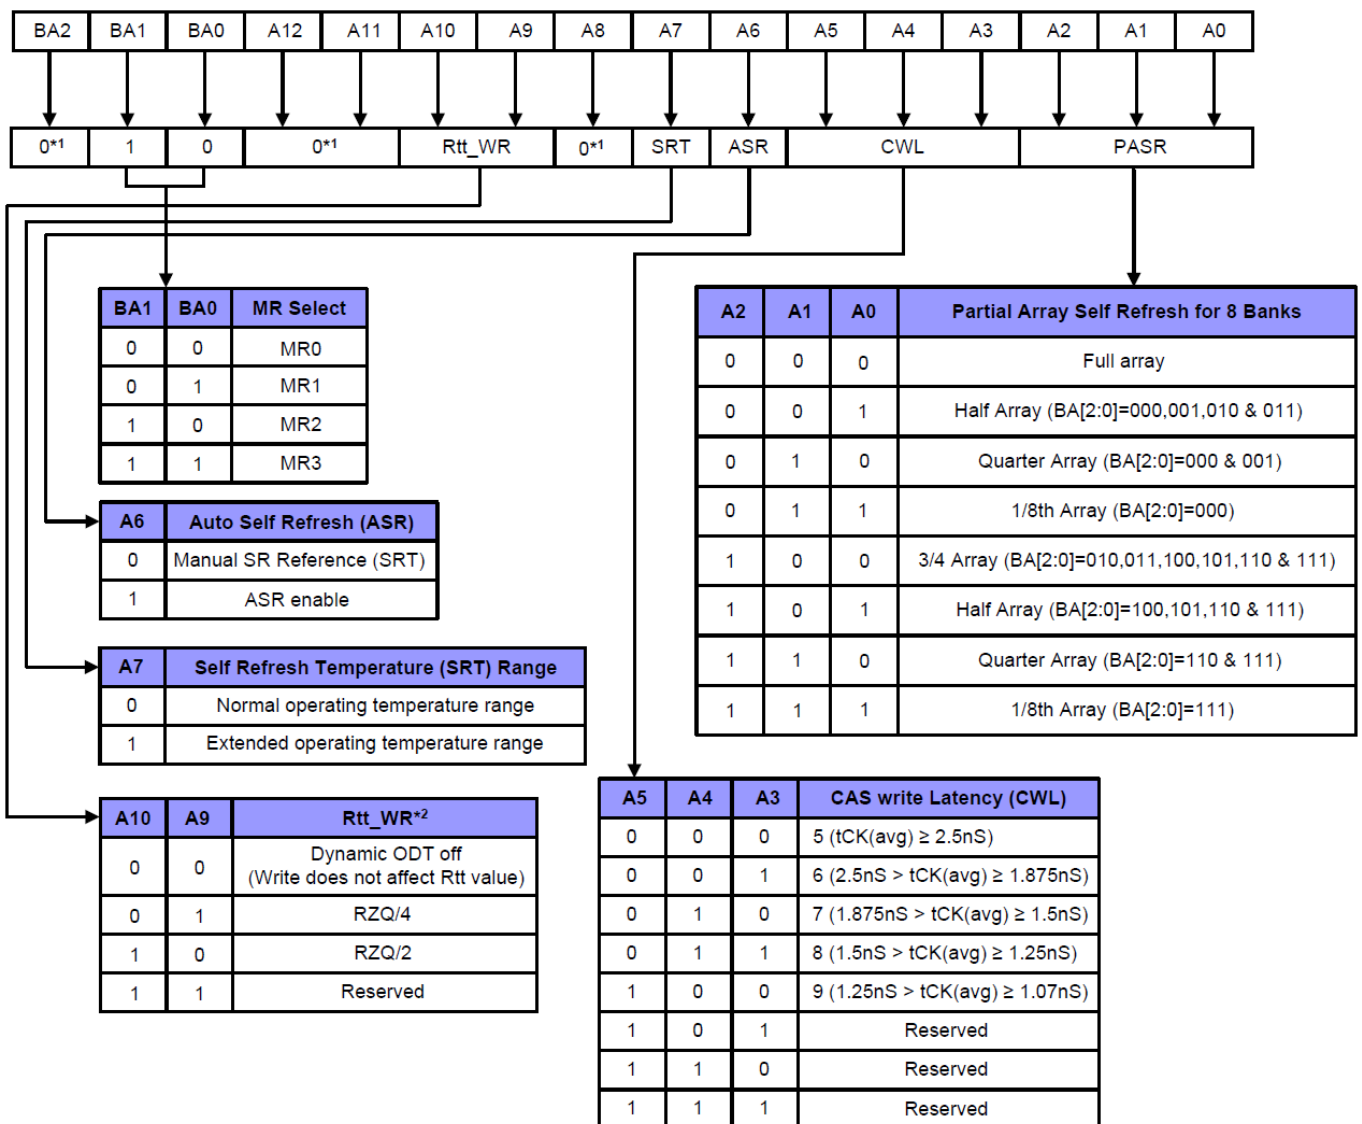 BA2 BA1 BA0 A12 A11 A10 A9 A8 A7 A6 A5 A4 A3 A2 A1 A0
0*1 1 0 0*1 Rtt_WR 0*1 SRT ASR CWL PASR
BA1 BA0 MR Select
0 0 MR0
0 1 MR1
1 0 MR2
1 1 MR3
A6 Auto Self Refresh (ASR)
0 Manual SR Reference (SRT)
1 ASR enable
A7 Self Refresh Temperature (SRT) Range
0 Normal operating temperature range
1 Extended operating temperature range
A10 A9 Rtt_WR*2
0 0 Dynamic ODT off
(Write does not affect Rtt value)
0 1 RZQ/4
1 0 RZQ/2
1 1 Reserved
A2 A1 A0 Partial Array Self Refresh for 8 Banks
0 0 0 Full array
0 0 1 Half Array (BA[2:0]=000,001,010 & 011)
0 1 0 Quarter Array (BA[2:0]=000 & 001)
0 1 1 1/8th Array (BA[2:0]=000)
1 0 0 3/4 Array (BA[2:0]=010,011,100,101,110 & 111)
1 0 1 Half Array (BA[2:0]=100,101,110 & 111)
1 1 0 Quarter Array (BA[2:0]=110 & 111)
1 1 1 1/8th Array (BA[2:0]=111)
A5 A4 A3 CAS write Latency (CWL)
0 0 0 5 (tCK(avg) ≥ 2.5nS)
0 0 1 6 (2.5nS > tCK(avg) ≥ 1.875nS)
0 1 0 7 (1.875nS > tCK(avg) ≥ 1.5nS)
0 1 1 8 (1.5nS > tCK(avg) ≥ 1.25nS)
1 0 0 9 (1.25nS > tCK(avg) ≥ 1.07nS)
1 0 1 Reserved
1 1 0 Reserved
1 1 1 Reserved